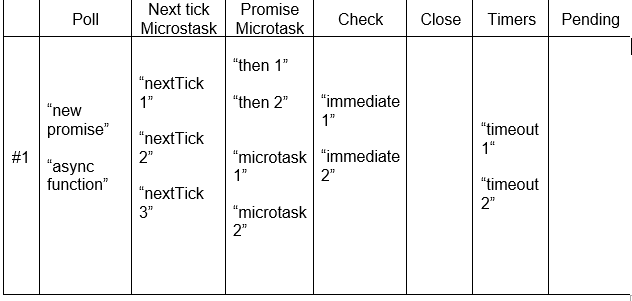 Poll
Next tick
Microstask
Promise
Microtask
Check
Close
Timers
Pending
#1
“new
promise”
“async
function”
“nextTick
1”
“nextTick
2”
“nextTick
3”
“then 1”
“then 2”
“microtask
1”
“microtask
2”
“immediate
1”
“immediate
2”
“timeout
1“
“timeout
2”